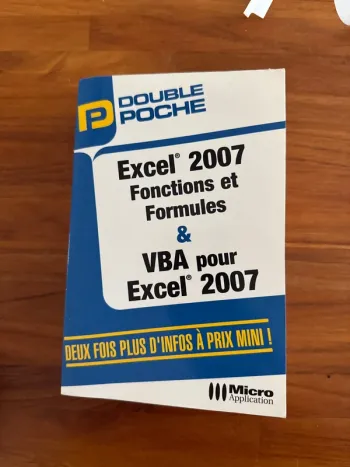 DOUBLE
POCHE
Excel® 2007
Fonctions et
Formules
&
VBA pour
Excel® 2007
DEUX FOIS PLUS D'INFOS À PRIX MINI !
Micro
Application